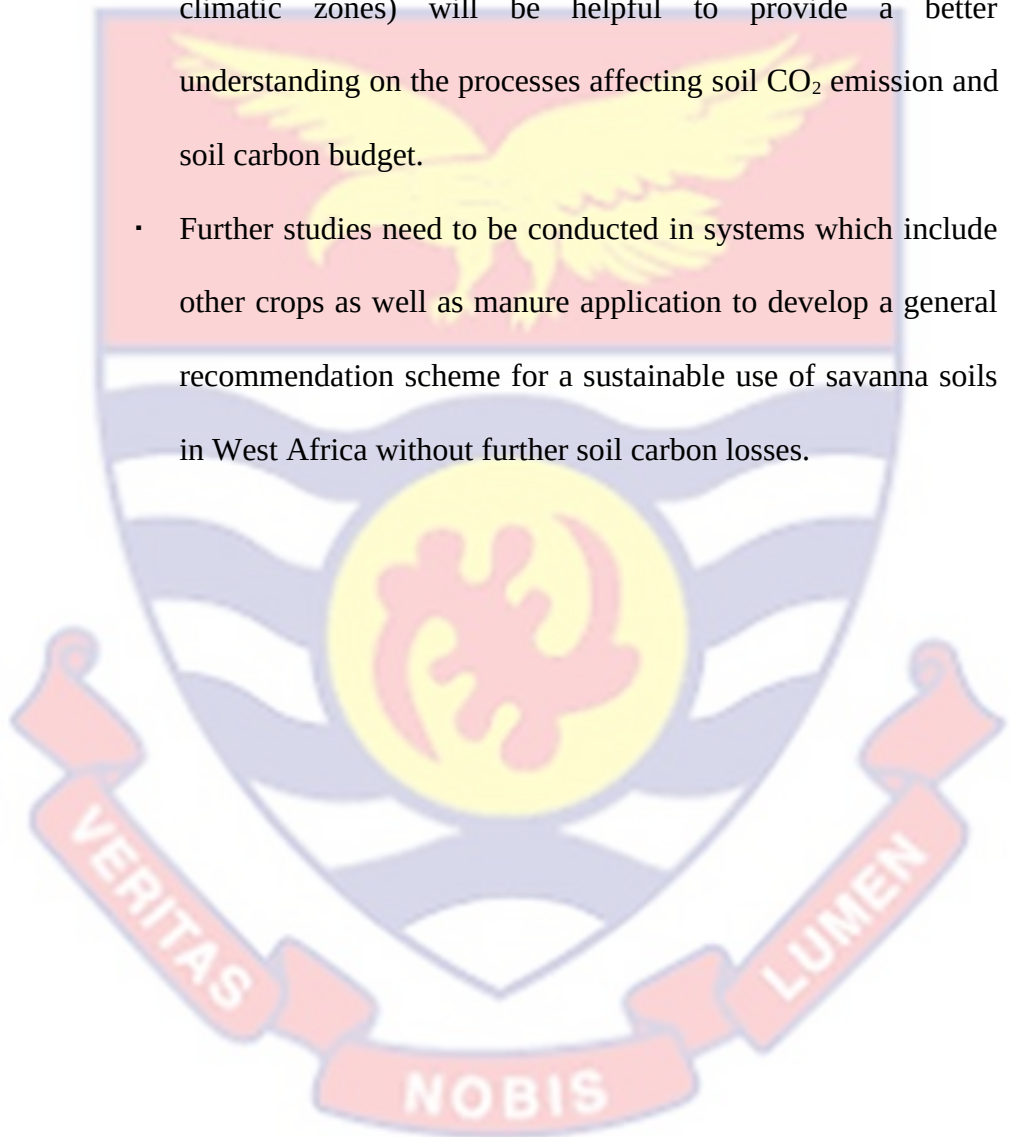 climatic zones) will be helpful to provide a better
understanding on the processes affecting soil CO₂ emission and
soil carbon budget.
▪ Further studies need to be conducted in systems which include
other crops as well as manure application to develop a general
recommendation scheme for a sustainable use of savanna soils
in West Africa without further soil carbon losses.
VERITAS
NOBIS
LUMEN